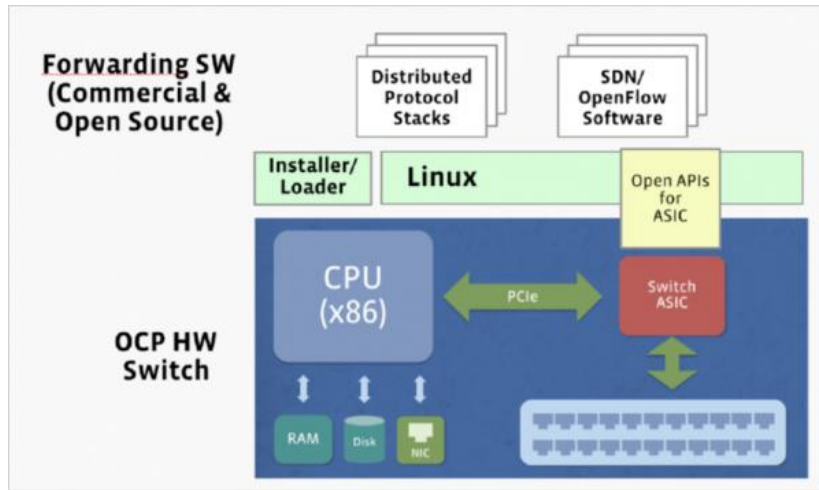 Forwarding SW
(Commercial &
Open Source)
Distributed
Protocol
Stacks
SDN/
OpenFlow
Software
Installer/
Loader
Linux
Open APIs
for
ASIC
CPU
(x86)
PCIe
Switch
ASIC
OCP HW
Switch
RAM
Disk
NIC